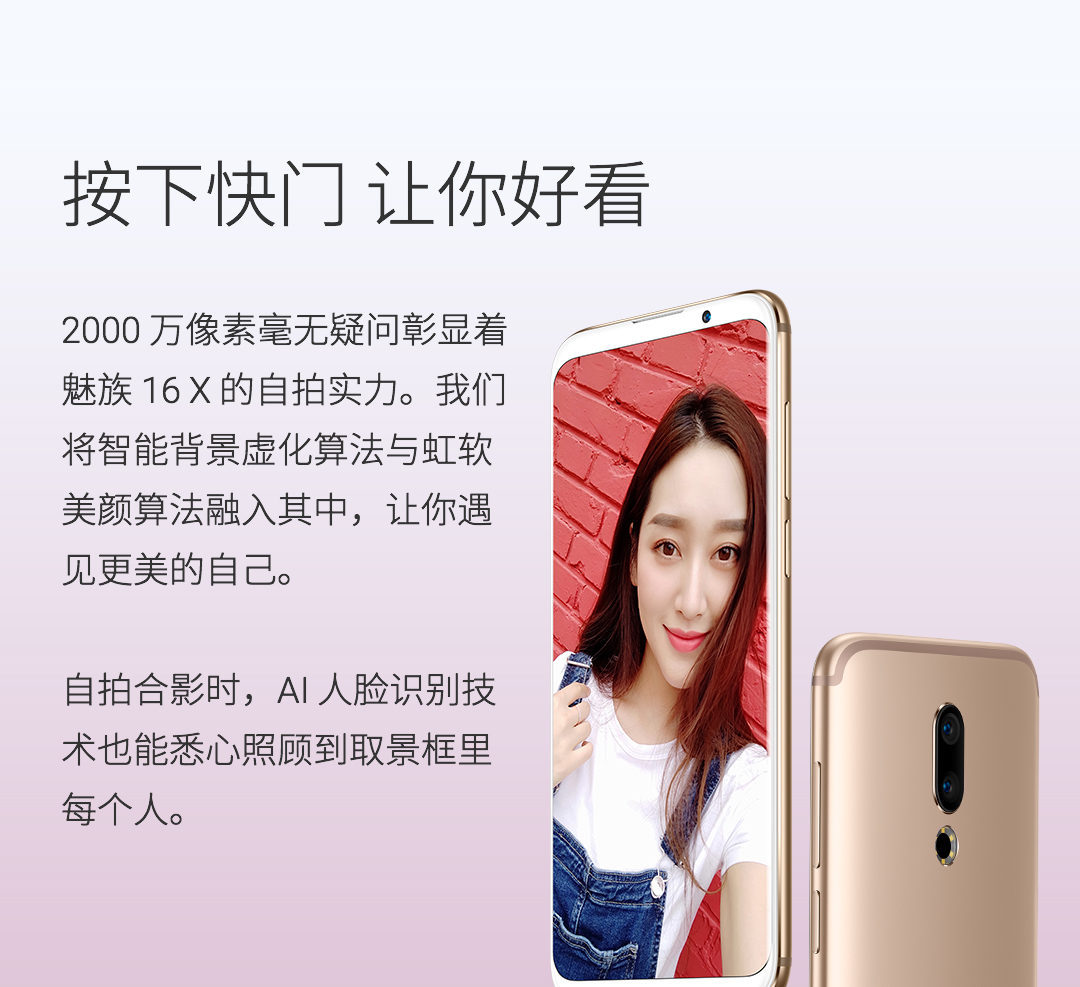 按下快门 让你好看
2000 万像素毫无疑问彰显着
魅族 16 X 的自拍实力。我们
将智能背景虚化算法与虹软
美颜算法融入其中，让你遇
见更美的自己。
自拍合影时，AI 人脸识别技
术也能悉心照顾到取景框里
每个人。